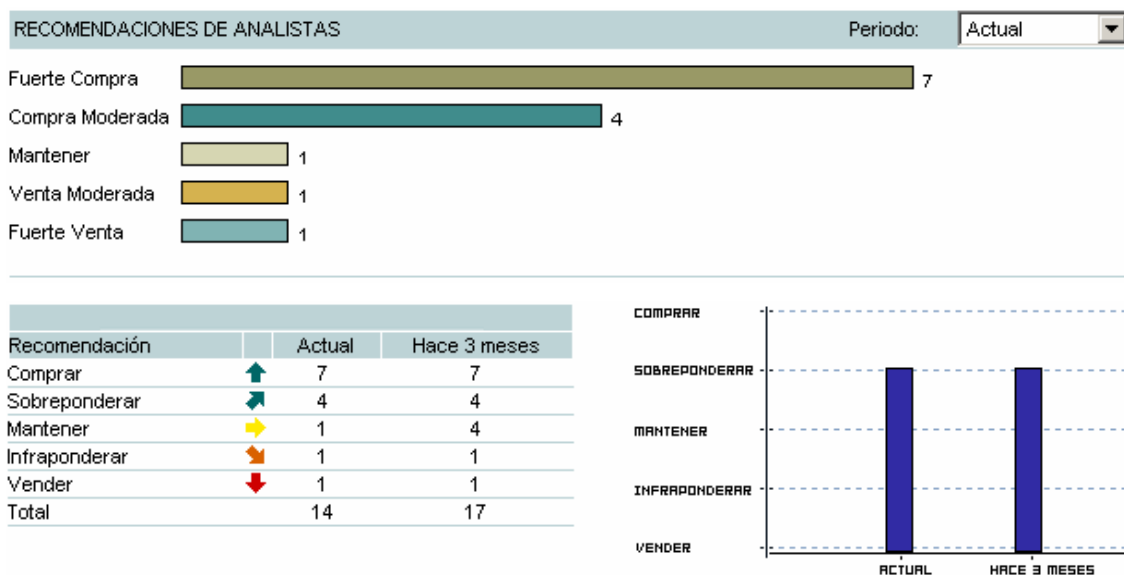 RECOMENDACIONES DE ANALISTAS Periodo: Actual
Fuerte Compra 7
Compra Moderada 4
Mantener 1
Venta Moderada 1
Fuerte Venta 1
Recomendación Actual Hace 3 meses
Comprar 7 7
Sobreponderar 4 4
Mantener 1 4
Infraponderar 1 1
Vender 1 1
Total 14 17
COMPRAR
SOBREPONDERAR
MANTENER
INFRAPONDERAR
VENDER
ACTUAL HACE 3 MESES